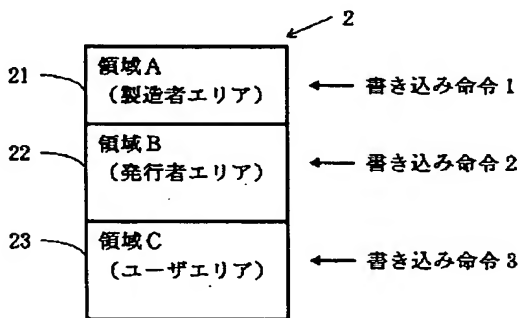 2
21
領域A
(製造者エリア)
書き込み命令1
22
領域B
(発行者エリア)
書き込み命令2
23
領域C
(ユーザエリア)
書き込み命令3